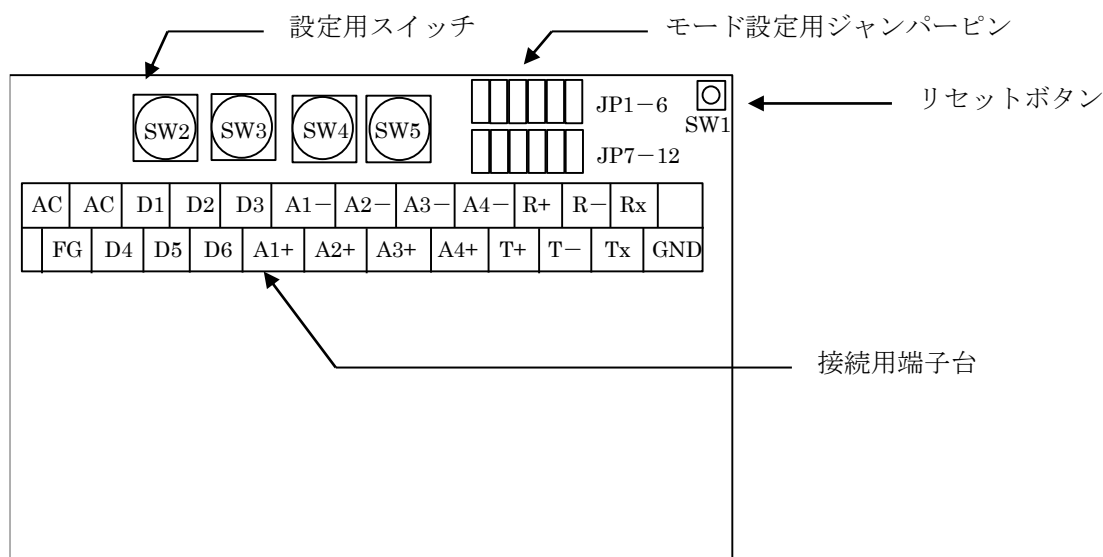 設定用スイッチ
モード設定用ジャンパーピン
リセットボタン
SW2 SW3 SW4 SW5
JP1－6
SW1
JP7－12
AC AC D1 D2 D3 A1－ A2－ A3－ A4－ R+ R－ Rx
FG D4 D5 D6 A1+ A2+ A3+ A4+ T+ T－ Tx GND
接続用端子台